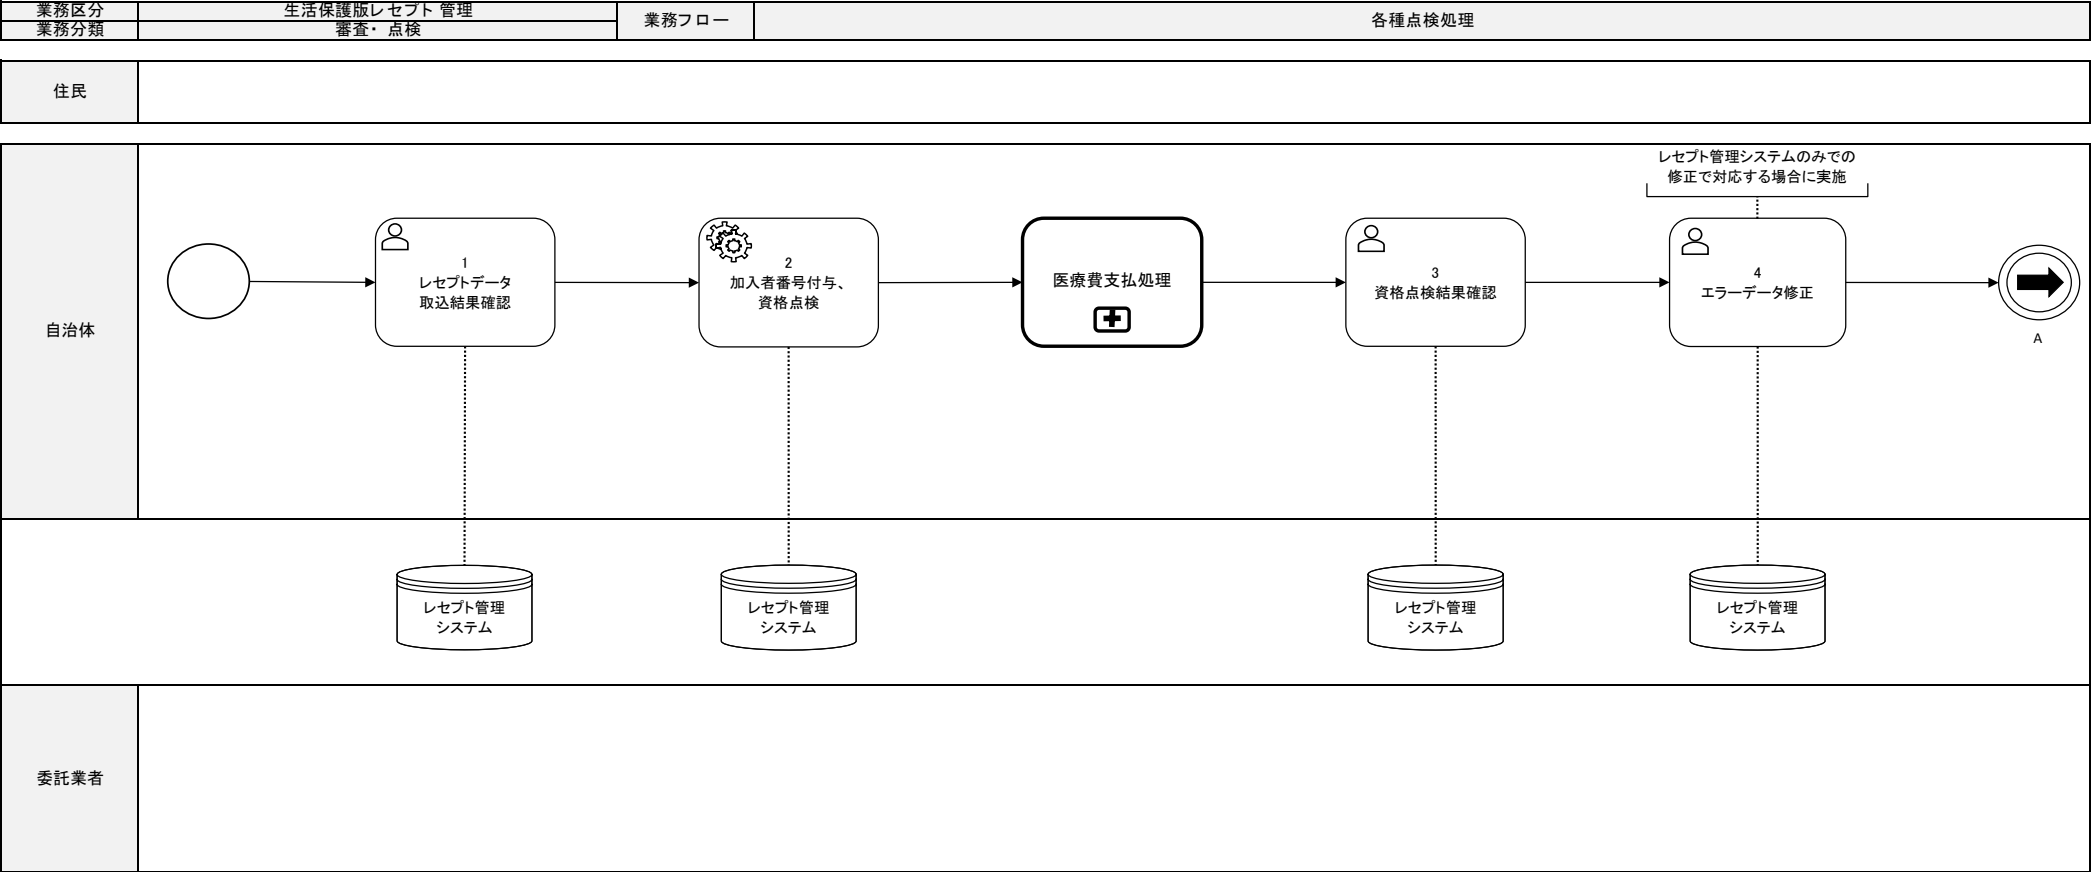 業務区分
生活保護版レセプト 管理
業務フロー
各種点検処理
業務分類
審査・ 点検
住民
自治体
レセプト管理システムのみでの
修正で対応する場合に実施
1
レセプトデータ
取込結果確認
2
加入者番号付与、
資格点検
医療費支払処理
3
資格点検結果確認
4
エラーデータ修正
A
レセプト管理
システム
レセプト管理
システム
レセプト管理
システム
レセプト管理
システム
委託業者